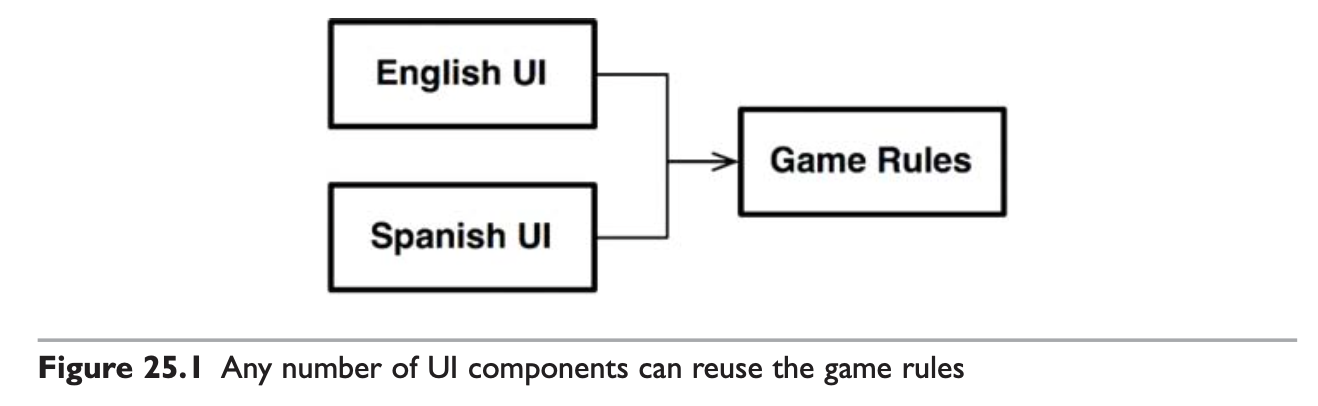 English UI
Spanish UI
Game Rules
Figure 25.1 Any number of UI components can reuse the game rules